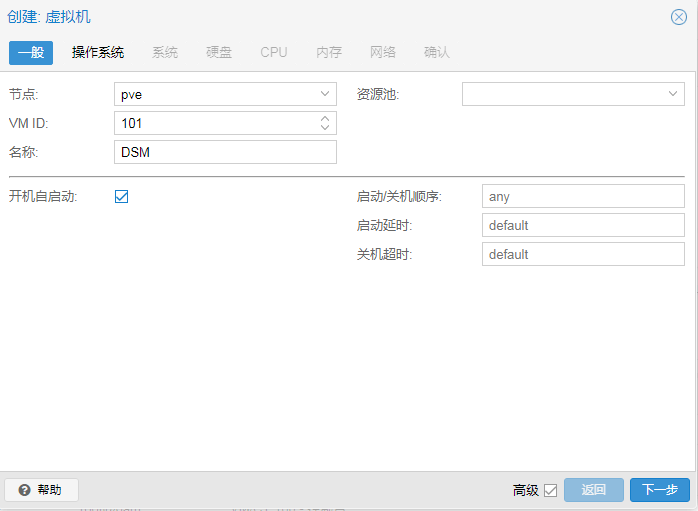 创建: 虚拟机
一般 操作系统 系统 硬盘 CPU 内存 网络 确认
节点: pve 资源池:
VM ID: 101
名称: DSM
开机自启动: 启动/关机顺序: any
启动延时: default
关机超时: default
帮助 高级 返回 下一步